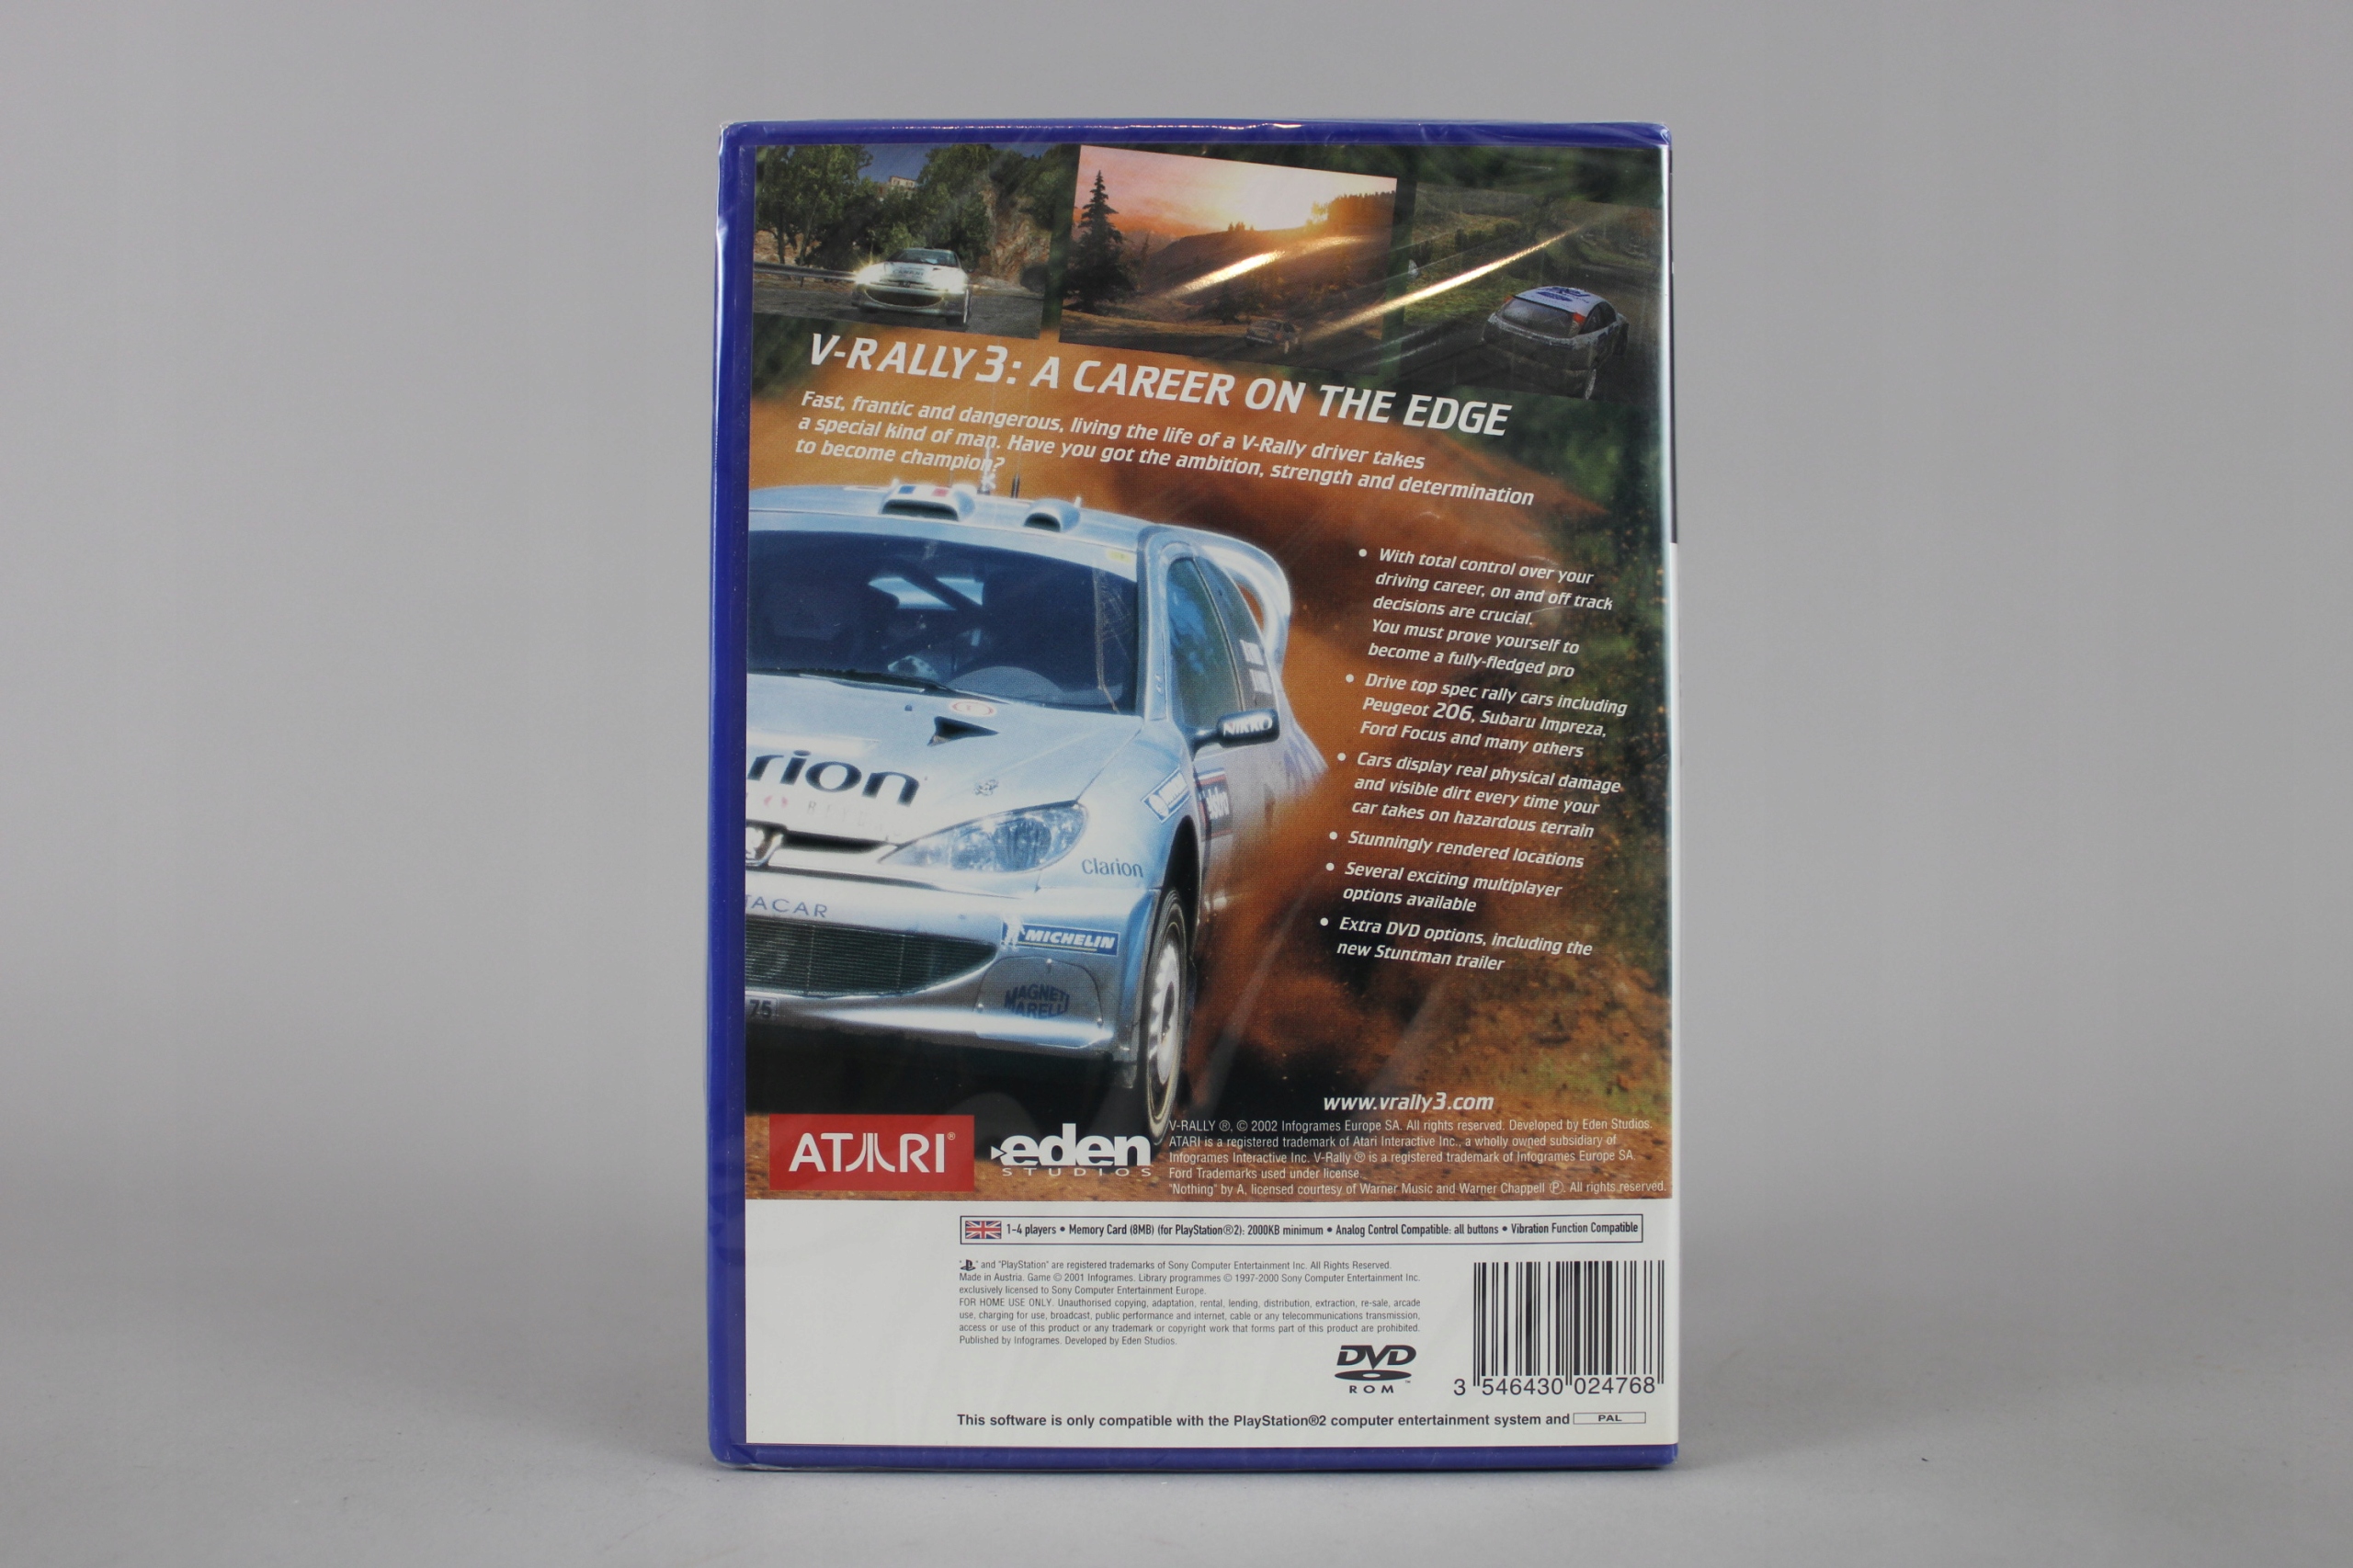 V-RALLY 3: A CAREER ON THE EDGE
Fast, frantic and dangerous, living the life of a V-Rally driver takes
a special kind of man. Have you got the ambition, strength and determination
to become champion?
• With total control over your
driving career, on and off track
decisions are crucial.
You must prove yourself to
become a fully-fledged pro
• Drive top spec rally cars including
Peugeot 206, Subaru Impreza,
Ford Focus and many others
• Cars display real physical damage
and visible dirt every time your
car takes on hazardous terrain
• Stunningly rendered locations
• Several exciting multiplayer
options available
• Extra DVD options, including the
new Stuntman trailer
NIKKO
rion
Clarion
TACAR
MICHELIN
MAGNETI
MARELLI
75
www.vrally3.com
ATARI®
eden
STUDIOS
V-RALLY ®, © 2002 Infogrames Europe SA. All rights reserved. Developed by Eden Studios.
ATARI is a registered trademark of Atari Interactive Inc., a wholly owned subsidiary of
Infogrames Interactive Inc. V-Rally ® is a registered trademark of Infogrames Europe SA.
Ford Trademarks used under license.
"Nothing" by A, licensed courtesy of Warner Music and Warner Chappell ℗. All rights reserved.
1-4 players • Memory Card (8MB) (for PlayStation®2): 2000KB minimum • Analog Control Compatible: all buttons • Vibration Function Compatible
" " and "PlayStation" are registered trademarks of Sony Computer Entertainment Inc. All Rights Reserved.
Made in Austria. Game © 2001 Infogrames. Library programmes © 1997-2000 Sony Computer Entertainment Inc.
exclusively licensed to Sony Computer Entertainment Europe.
FOR HOME USE ONLY. Unauthorised copying, adaptation, rental, lending, distribution, extraction, re-sale, arcade
use, charging for use, broadcast, public performance and internet, cable or any telecommunications transmission,
access or use of this product or any trademark or copyright work that forms part of this product are prohibited.
Published by Infogrames. Developed by Eden Studios.
DVD
ROM™
3 546430 024768
This software is only compatible with the PlayStation®2 computer entertainment system and PAL